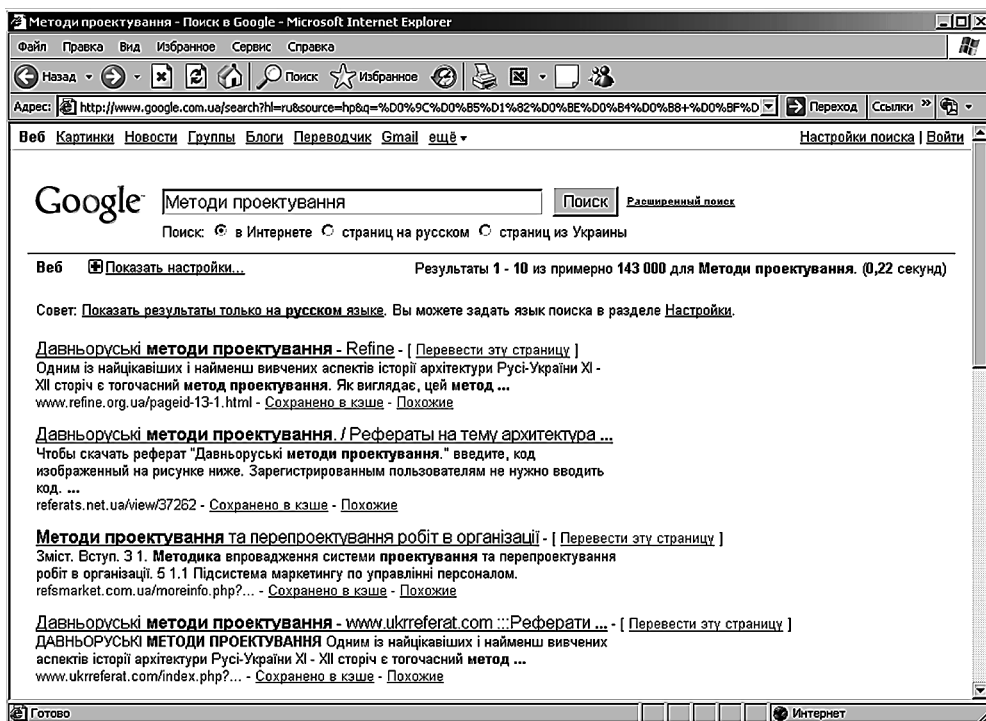 Методи проектування - Поиск в Google - Microsoft Internet Explorer
Файл Правка Вид Избранное Сервис Справка
Назад Поиск Избранное
Адрес: http://www.google.com.ua/search?hl=ru&source=hp&q=%D0%9C%D0%B5%D1%82%D0%BE%D0%B4%D0%B8+%D0%BF%D Переход Ссылки »
Веб Картинки Новости Группы Блоги Переводчик Gmail ещё Настройки поиска | Войти
Google Методи проектування Поиск Расширенный поиск
Поиск: в Интернете страниц на русском страниц из Украины
Веб Показать настройки... Результаты 1 - 10 из примерно 143 000 для Методи проектування. (0,22 секунд)
Совет: Показать результаты только на русском языке. Вы можете задать язык поиска в разделе Настройки.
Давньоруські методи проектування - Refine - [ Перевести эту страницу ]
Одним із найцікавіших і найменш вивчених аспектів історії архітектури Русі-України XI -
XII сторіч є тогочасний метод проектування. Як виглядає, цей метод ...
www.refine.org.ua/pageid-13-1.html - Сохранено в кэше - Похожие
Давньоруські методи проектування. / Рефераты на тему архитектура ...
Чтобы скачать реферат "Давньоруські методи проектування." введите, код
изображенный на рисунке ниже. Зарегистрированным пользователям не нужно вводить
код. ...
referats.net.ua/view/37262 - Сохранено в кэше - Похожие
Методи проектування та перепроектування робіт в організації - [ Перевести эту страницу ]
Зміст. Вступ. 3 1. Методика впровадження системи проектування та перепроектування
робіт в організації. 5 1.1 Підсистема маркетингу по управлінні персоналом.
refsmarket.com.ua/moreinfo.php?... - Сохранено в кэше - Похожие
Давньоруські методи проектування - www.ukrreferat.com :::Реферати ... - [ Перевести эту страницу ]
ДАВНЬОРУСЬКІ МЕТОДИ ПРОЕКТУВАННЯ Одним із найцікавіших і найменш вивчених
аспектів історії архітектури Русі-України XI - XII сторіч є тогочасний метод ...
www.ukrreferat.com/index.php?... - Сохранено в кэше - Похожие
Готово Интернет